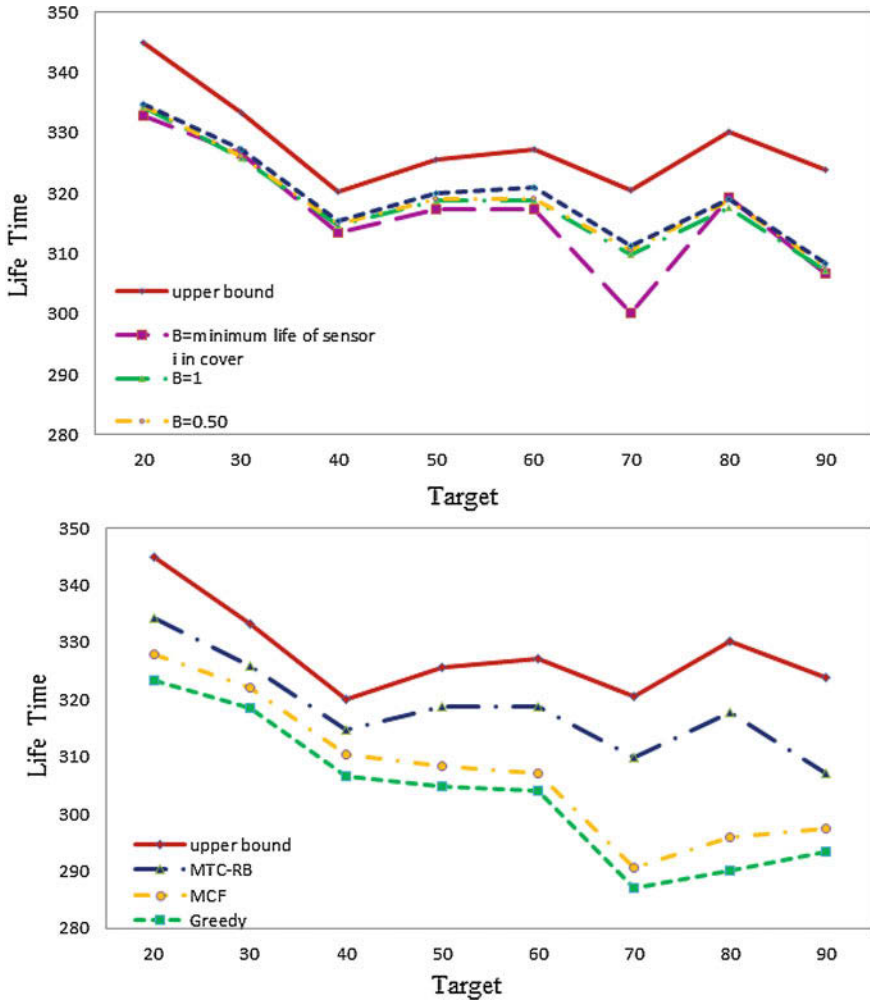 350
340
330
320
310
300
290
280
Life Time
upper bound
B=minimum life of sensor
i in cover
B=1
B=0.50
20 30 40 50 60 70 80 90
Target
350
340
330
320
310
300
290
280
Life Time
upper bound
MTC-RB
MCF
Greedy
20 30 40 50 60 70 80 90
Target